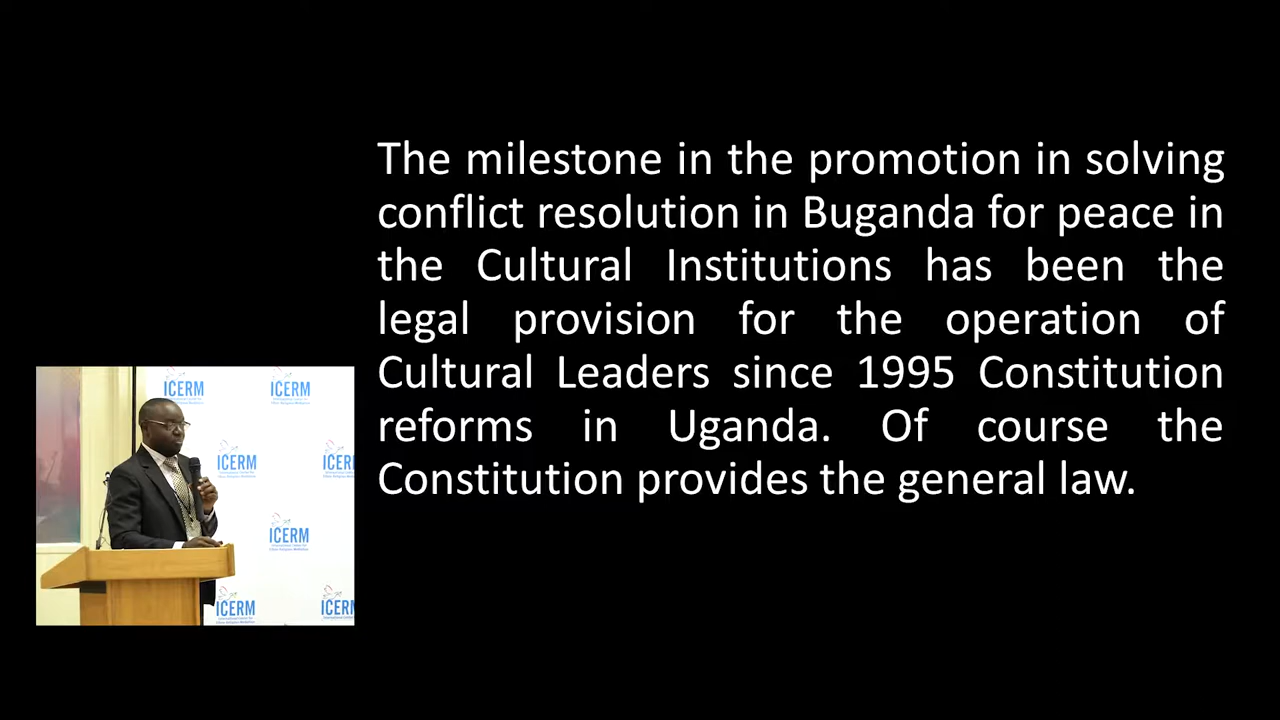 The milestone in the promotion in solving
conflict resolution in Buganda for peace in
the Cultural Institutions has been the
legal provision for the operation of
Cultural Leaders since 1995 Constitution
reforms in Uganda. Of course the
Constitution provides the general law.
ICERM
ICERM
ICERM
ICERM
ICERM
ICERM
ICERM